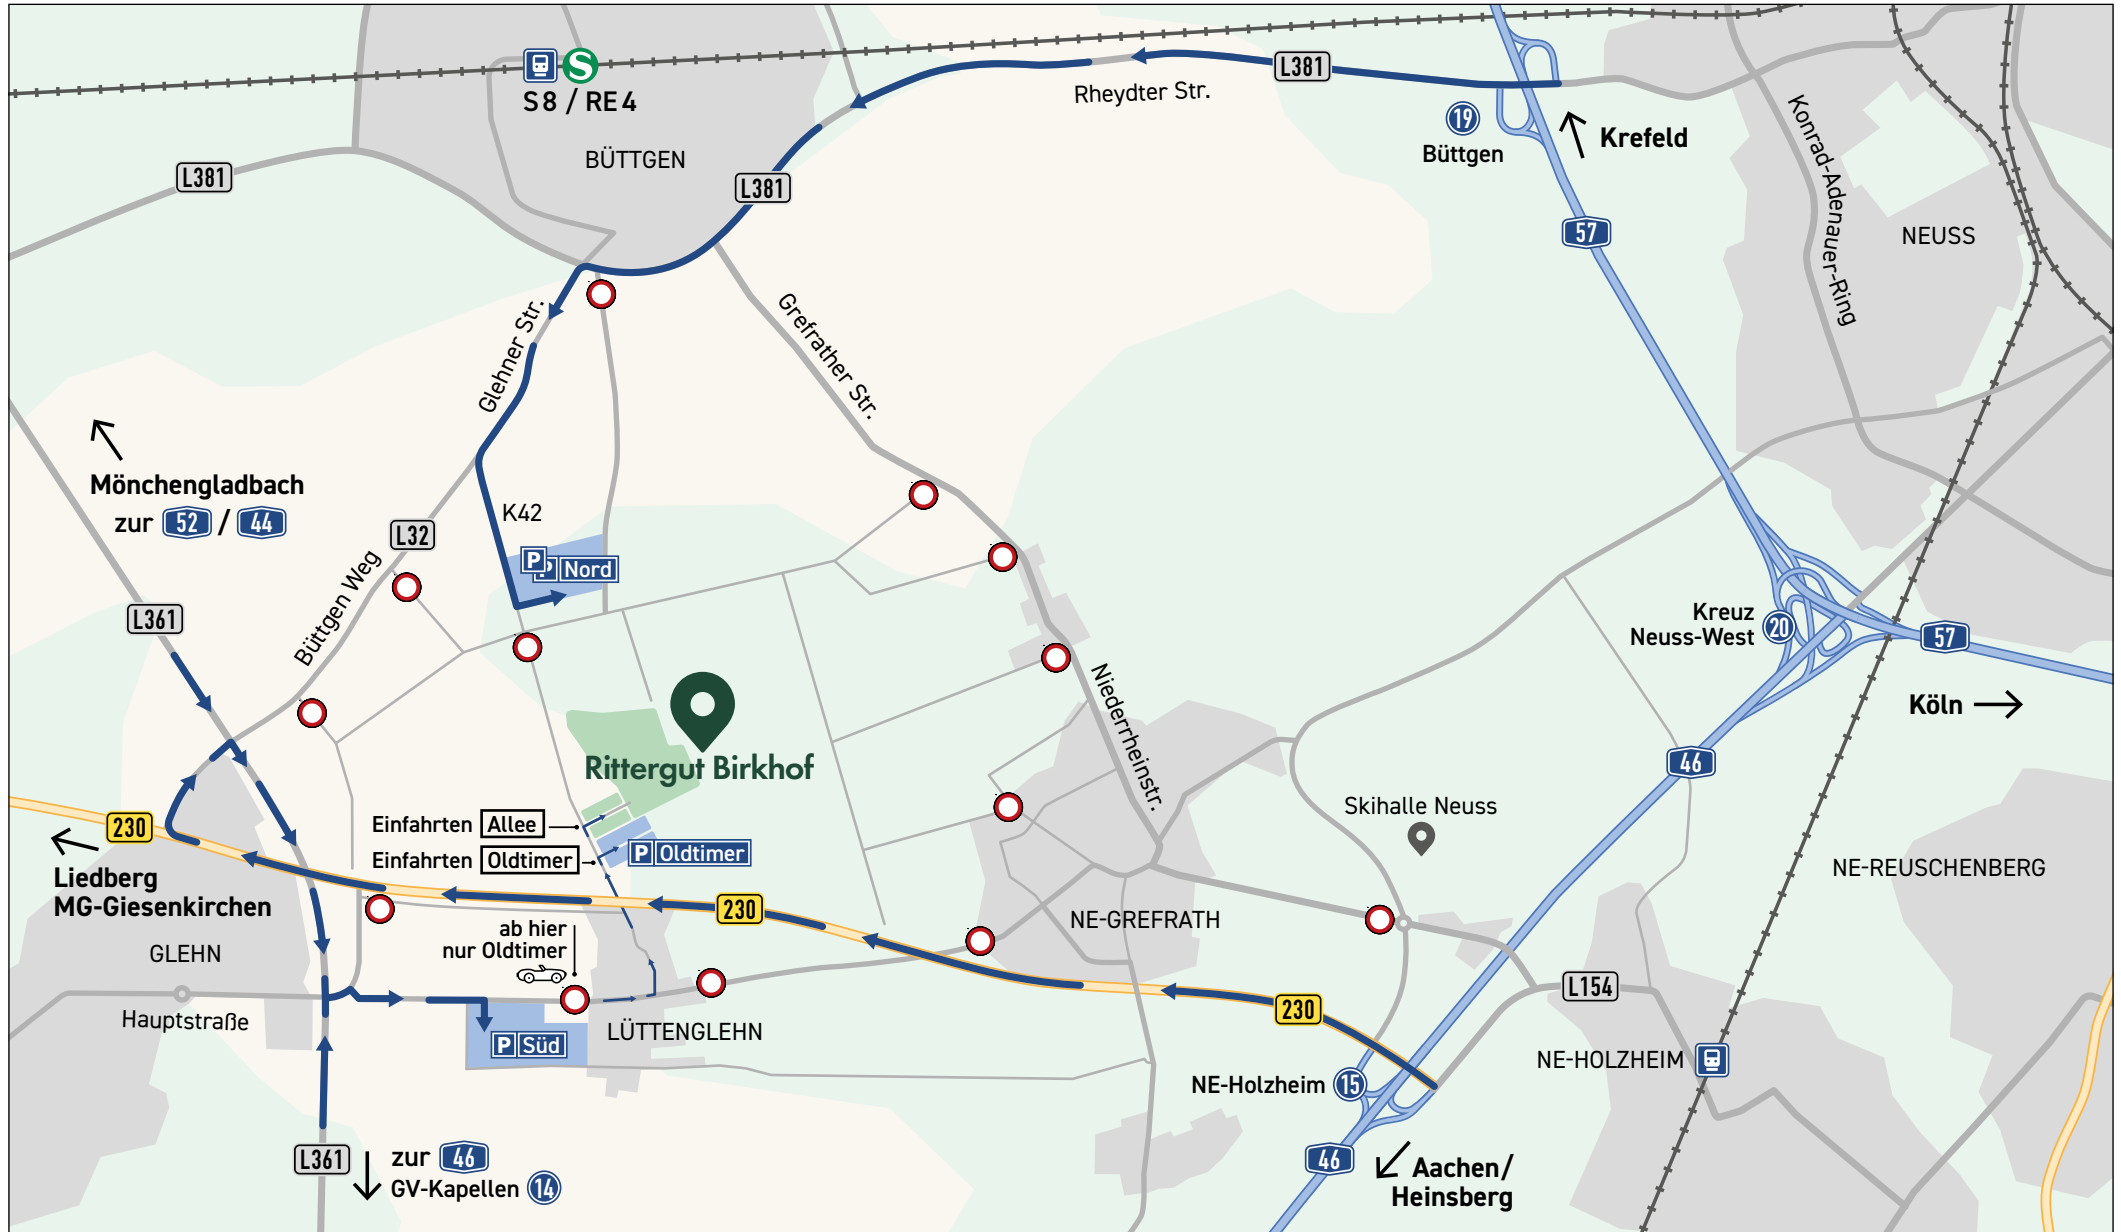 S
S 8 / RE 4
BÜTTGEN
L381
L381
L381
Rheydter Str.
19
Büttgen
Krefeld
57
Konrad-Adenauer-Ring
NEUSS
Glehner Str.
Grefrather Str.
Mönchengladbach
zur 52 / 44
L32
K42
Büttgen Weg
P
P Nord
L361
Kreuz
Neuss-West
20
57
Köln
46
Niederrheinstr.
Rittergut Birkhof
Skihalle Neuss
Einfahrten Allee
Einfahrten Oldtimer
P Oldtimer
230
Liedberg
MG-Giesenkirchen
NE-REUSCHENBERG
230
NE-GREFRATH
ab hier
nur Oldtimer
GLEHN
L154
230
Hauptstraße
P Süd
LÜTTENGLEHN
NE-HOLZHEIM
NE-Holzheim 15
L361
zur 46
GV-Kapellen 14
46
Aachen/
Heinsberg